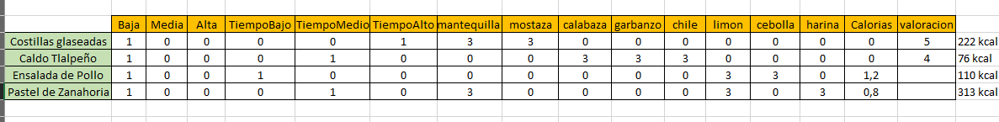 Baja Media Alta TiempoBajo TiempoMedio TiempoAlto mantequilla mostaza calabaza garbanzo chile limon cebolla harina Calorias valoracion
Costillas glaseadas 1 0 0 0 0 1 3 3 0 0 0 0 0 0 0 5 222 kcal
Caldo Tlalpeño 1 0 0 0 1 0 0 0 3 3 3 0 0 0 0 4 76 kcal
Ensalada de Pollo 1 0 0 1 0 0 0 0 0 0 0 3 3 0 1,2 110 kcal
Pastel de Zanahoria 1 0 0 0 1 0 3 0 0 0 0 3 0 3 0,8 313 kcal